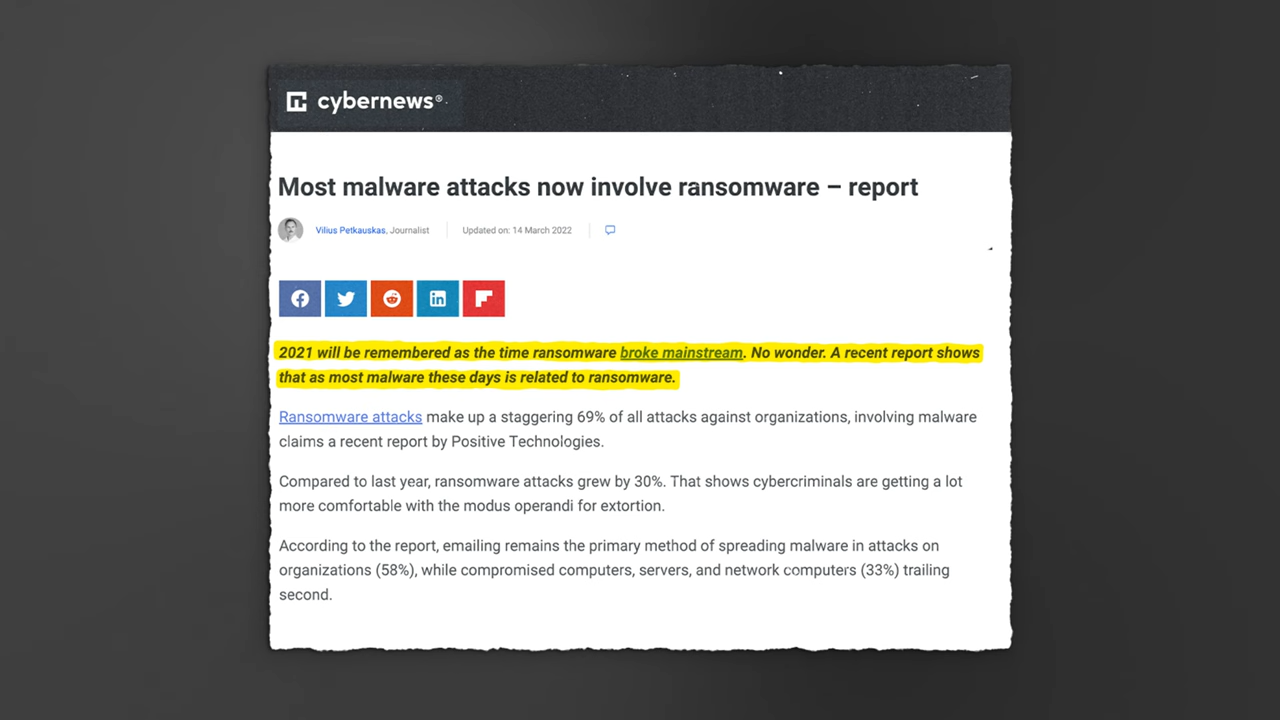 cybernews®
Most malware attacks now involve ransomware – report
Vilius Petkauskas, Journalist Updated on: 14 March 2022
2021 will be remembered as the time ransomware broke mainstream. No wonder. A recent report shows
that as most malware these days is related to ransomware.
Ransomware attacks make up a staggering 69% of all attacks against organizations, involving malware
claims a recent report by Positive Technologies.
Compared to last year, ransomware attacks grew by 30%. That shows cybercriminals are getting a lot
more comfortable with the modus operandi for extortion.
According to the report, emailing remains the primary method of spreading malware in attacks on
organizations (58%), while compromised computers, servers, and network computers (33%) trailing
second.